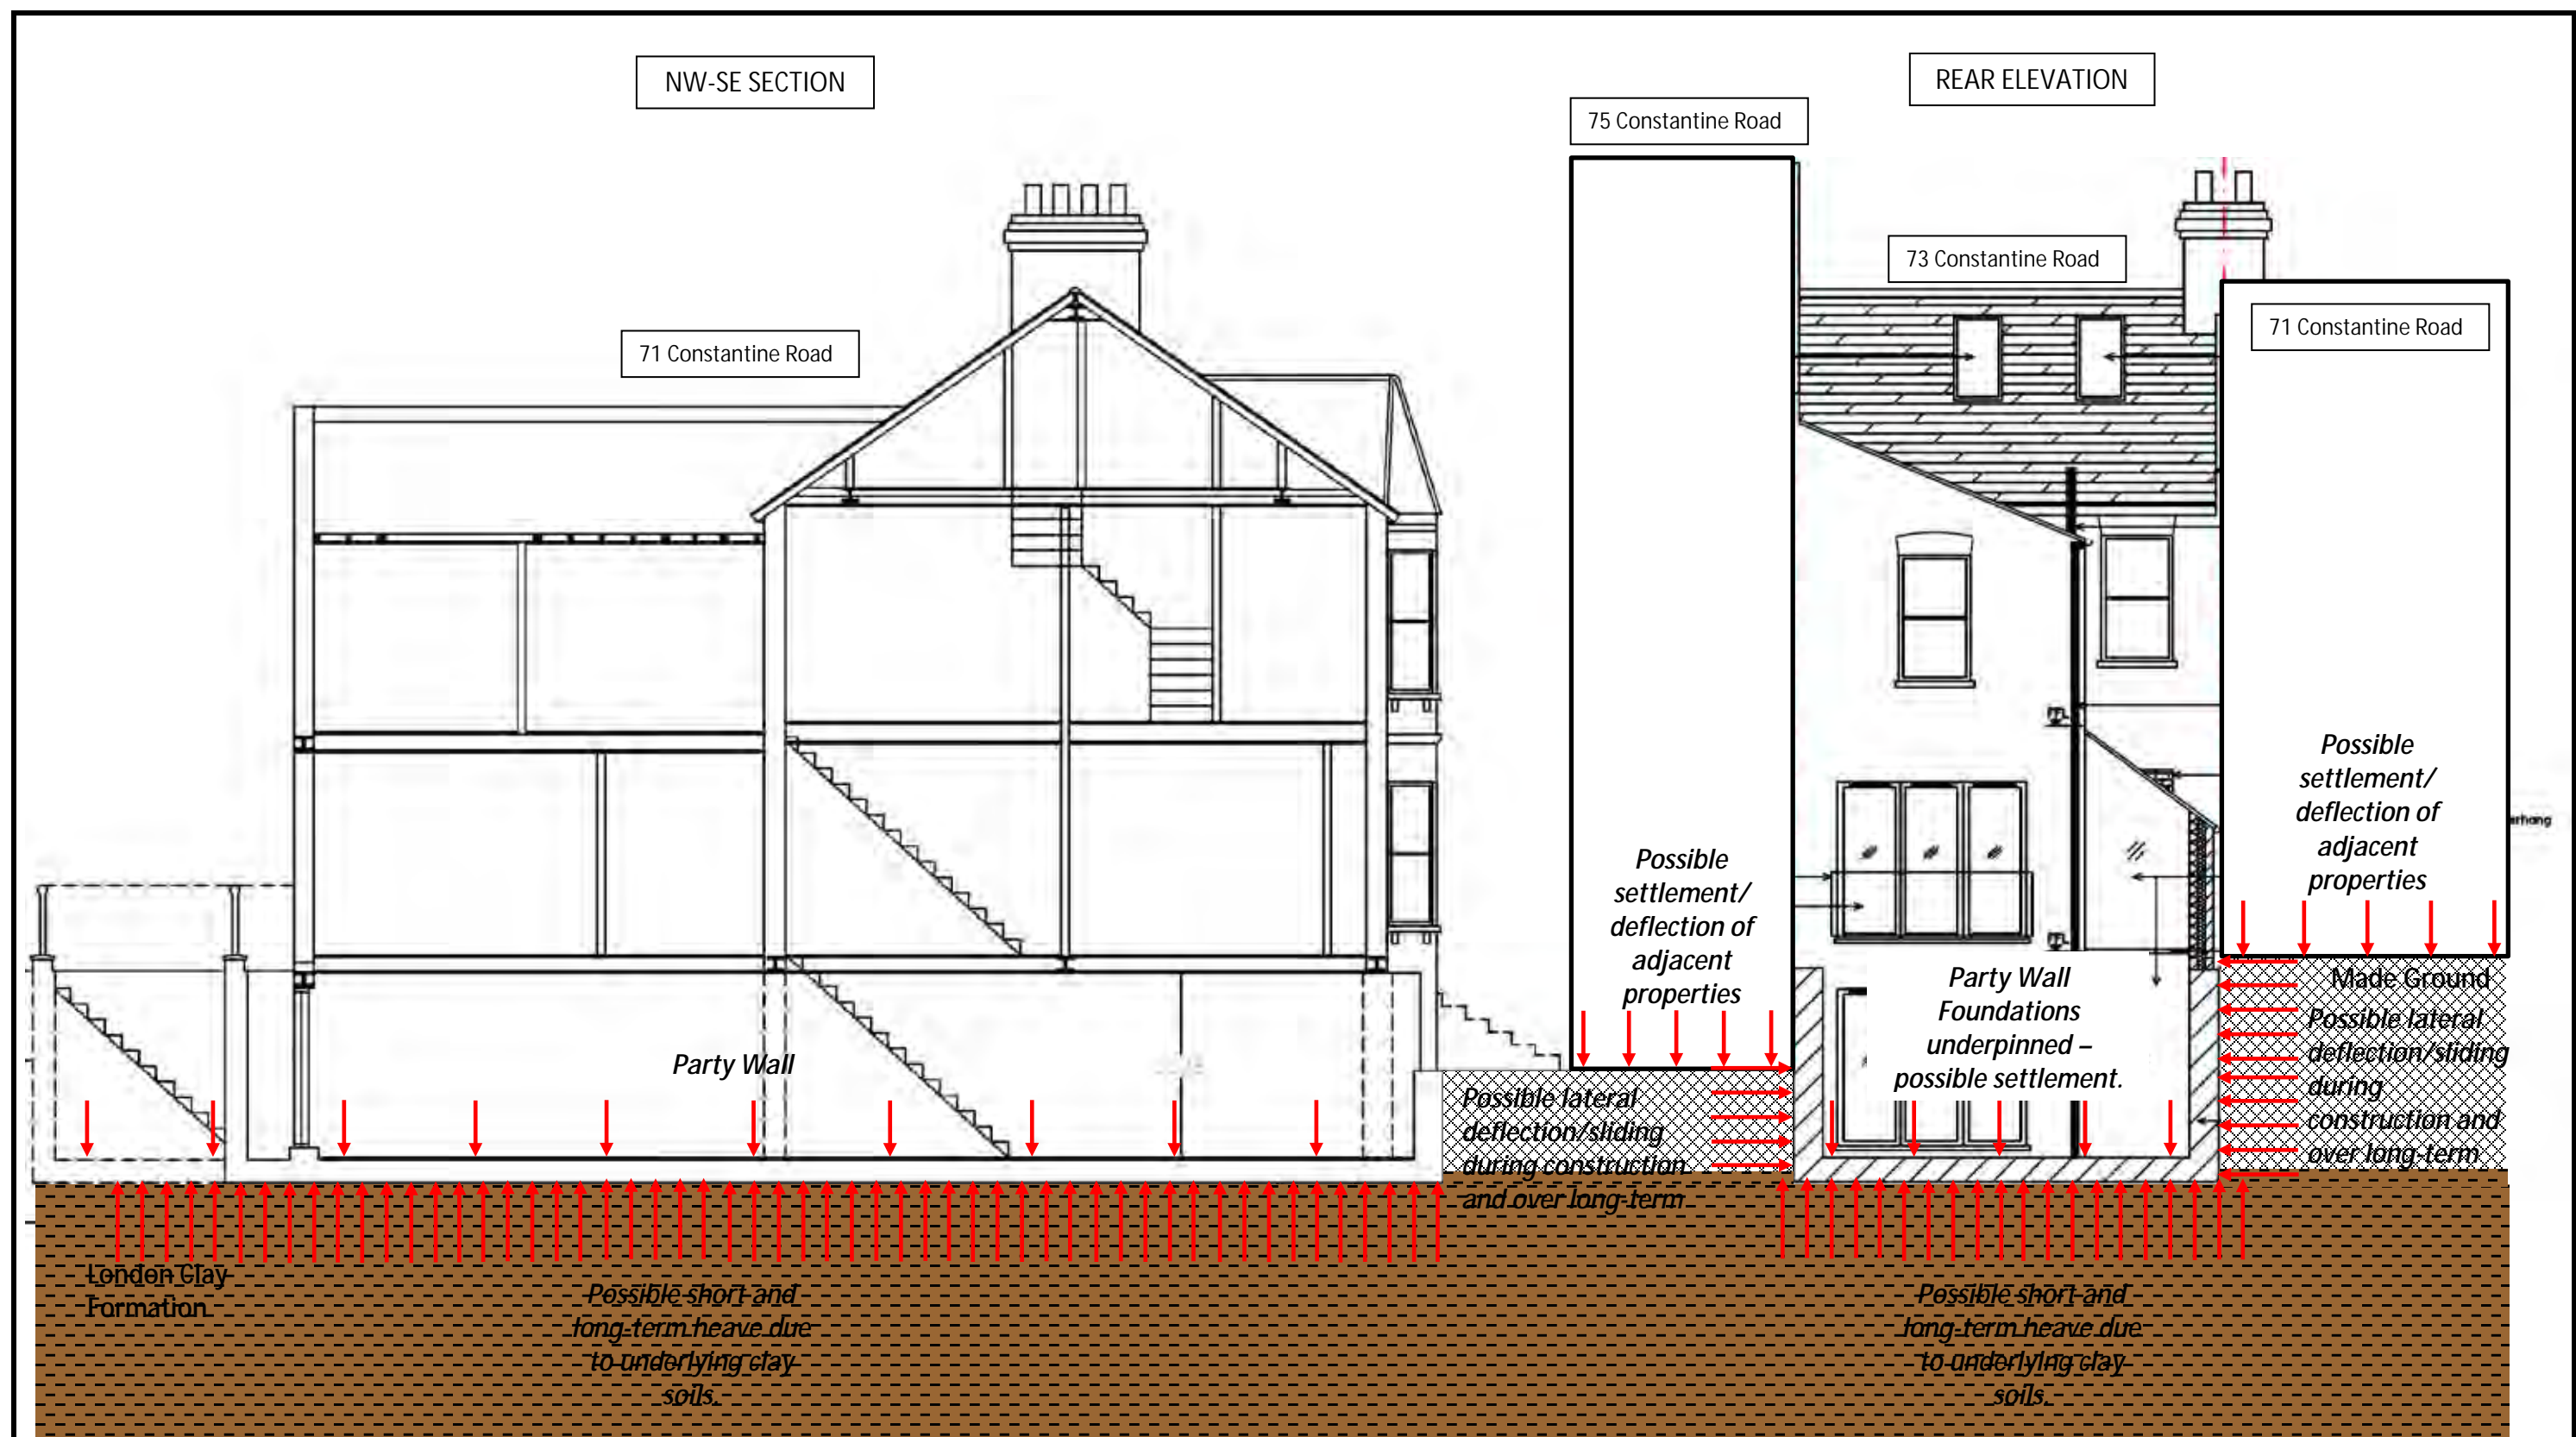 NW-SE SECTION
REAR ELEVATION
75 Constantine Road
73 Constantine Road
71 Constantine Road
71 Constantine Road
Possible
settlement/
deflection of
adjacent
properties
erhang
Possible
settlement/
deflection of
adjacent
properties
Party Wall
Foundations
underpinned –
possible settlement.
Made Ground
Possible lateral
deflection/sliding
during
construction and
over long-term
Party Wall
Possible lateral
deflection/sliding
during construction
and over long-term
London Clay
Formation
Possible short and
long-term heave due
to underlying clay
soils.
Possible short and
long-term heave due
to underlying clay
soils.